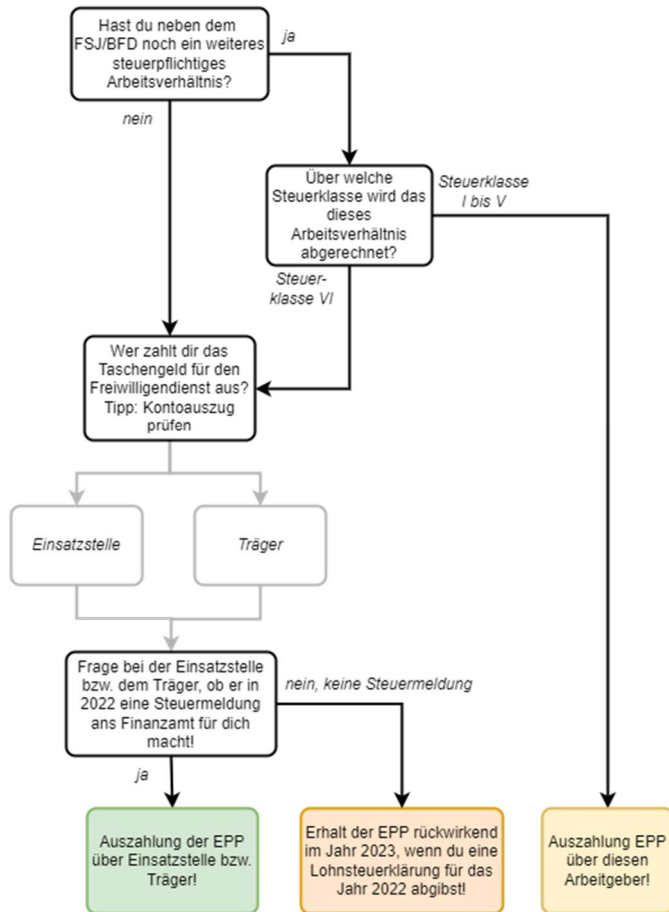 Hast du neben dem
FSJ/BFD noch ein weiteres
steuerpflichtiges
Arbeitsverhältnis?
ja
nein
Über welche
Steuerklasse wird das
dieses
Arbeitsverhältnis
abgerechnet?
Steuerklasse
I bis V
Steuer-
klasse VI
Wer zahlt dir das
Taschengeld für den
Freiwilligendienst aus?
Tipp: Kontoauszug
prüfen
Einsatzstelle
Träger
Frage bei der Einsatzstelle
bzw. dem Träger, ob er in
2022 eine Steuermeldung
ans Finanzamt für dich
macht!
nein, keine Steuermeldung
ja
Auszahlung der EPP
über Einsatzstelle bzw.
Träger!
Erhalt der EPP rückwirkend
im Jahr 2023, wenn du eine
Lohnsteuerklärung für das
Jahr 2022 abgibst!
Auszahlung EPP
über diesen
Arbeitgeber!